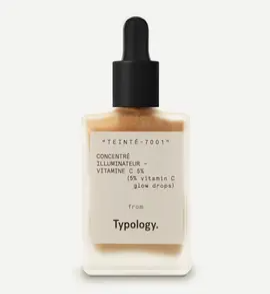 "TEINTÉ-7001"
CONCENTRÉ
ILLUMINATEUR -
VITAMINE C 5%
(5% vitamin C
glow drops)
from
Typology.